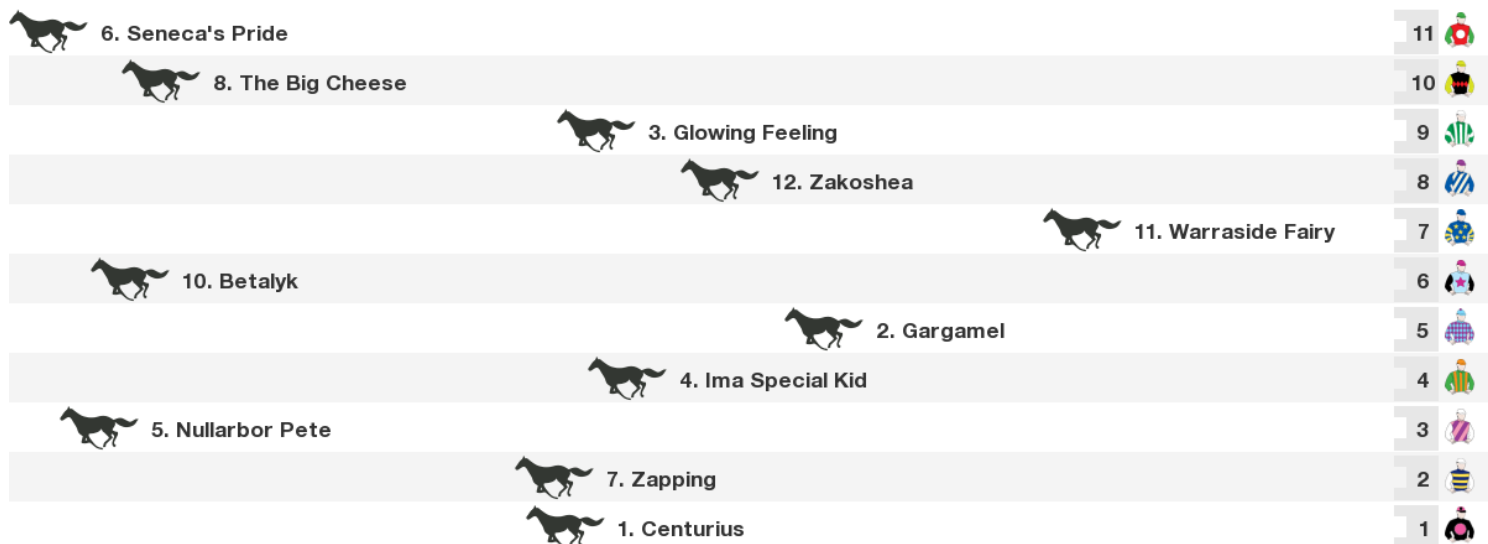 6. Seneca's Pride 11
8. The Big Cheese 10
3. Glowing Feeling 9
12. Zakoshea 8
11. Warraside Fairy 7
10. Betalyk 6
2. Gargamel 5
4. Ima Special Kid 4
5. Nullarbor Pete 3
7. Zapping 2
1. Centurius 1